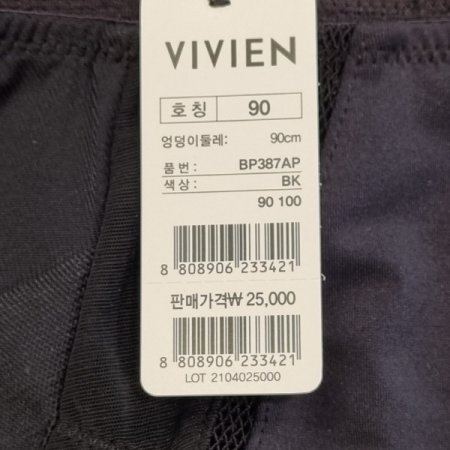 VIVIEN
호칭 90
엉덩이둘레: 90cm
품번: BP387AP
색상: BK
90 100
8 808906 233421
판매가격₩ 25,000
8 808906 233421
LOT 2104025000